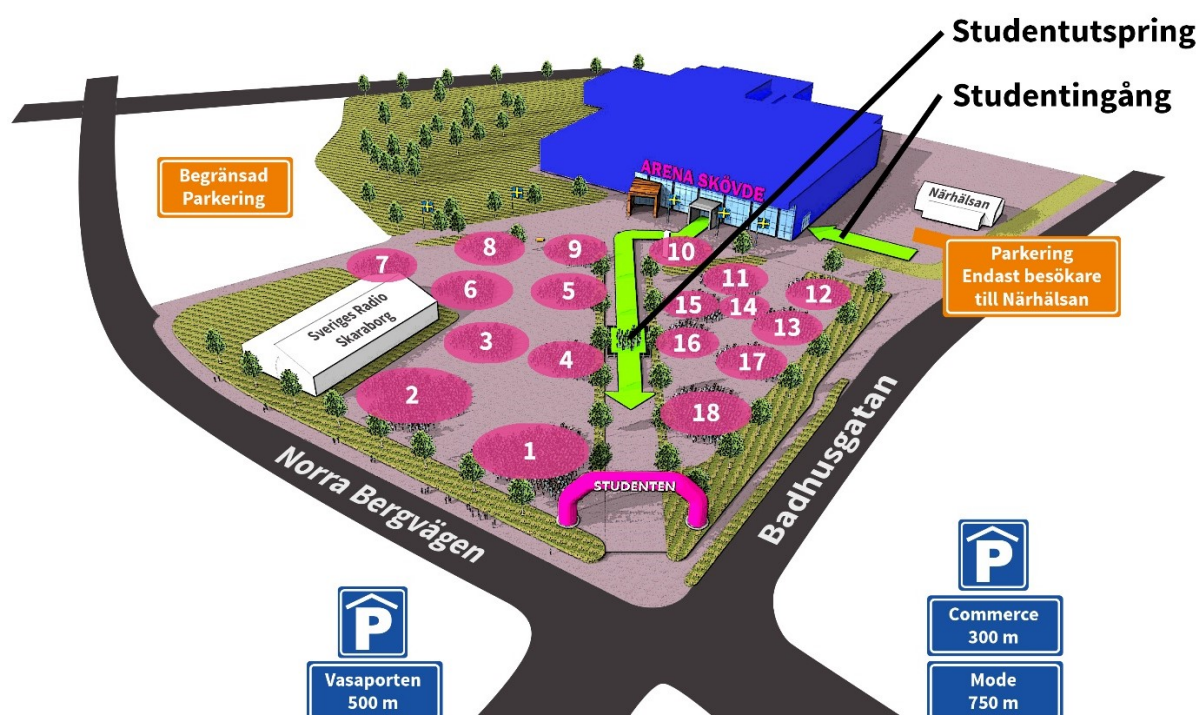 Studentutspring
Studentingång
Begränsad
Parkering
ARENA SKÖVDE
Närhälsan
Parkering
Endast besökare
till Närhälsan
7
8
9
10
6
5
11
12
15
14
13
3
4
16
17
2
18
1
Sveriges Radio
Skaraborg
STUDENTEN
Norra Bergvägen
Badhusgatan
P
Vasaporten
500 m
P
Commerce
300 m
Mode
750 m